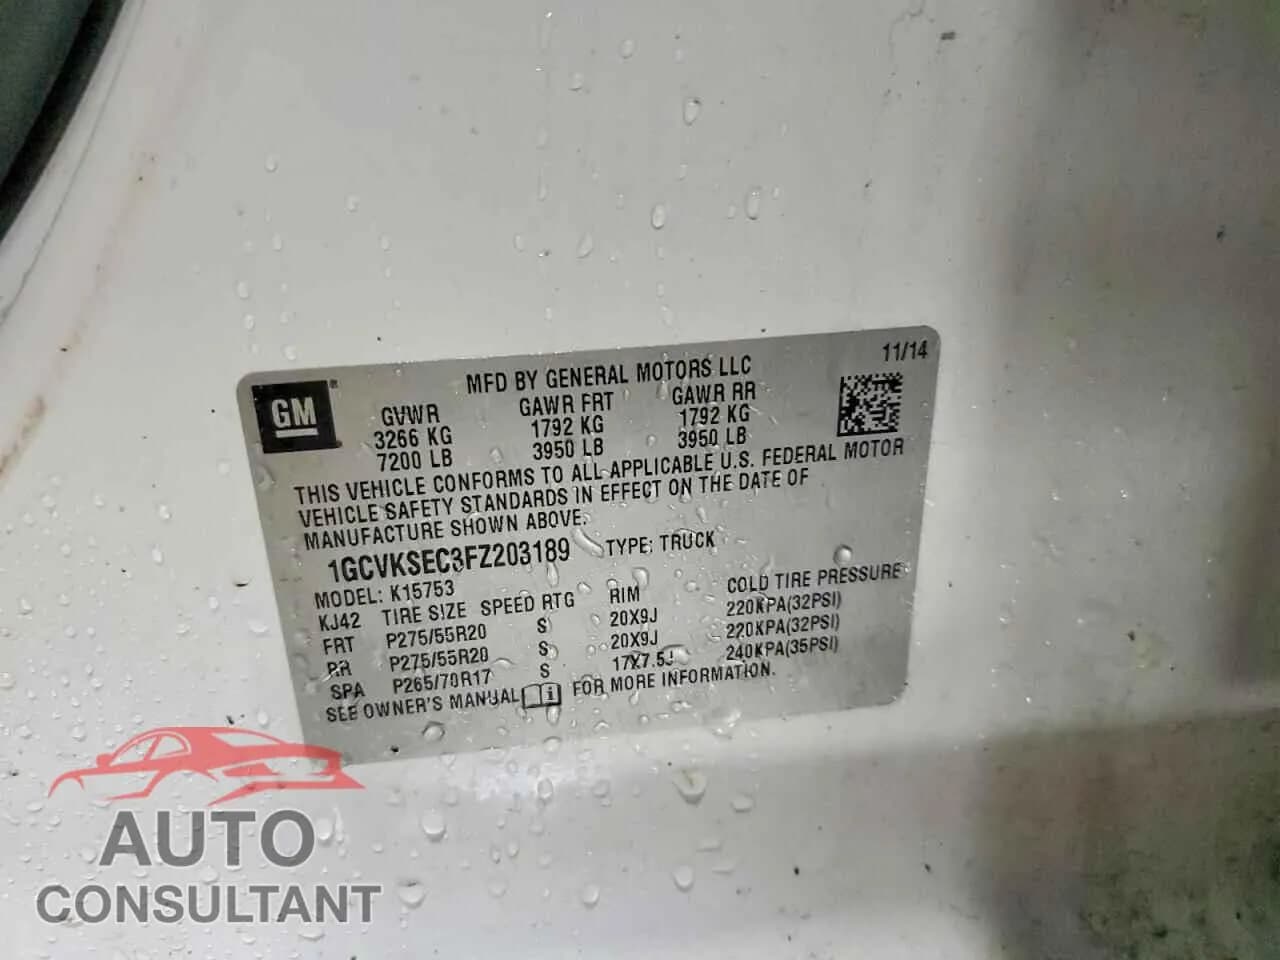 MFD BY GENERAL MOTORS LLC 11/14
GM ®
GVWR GAWR FRT GAWR RR
3266 KG 1792 KG 1792 KG
7200 LB 3950 LB 3950 LB
THIS VEHICLE CONFORMS TO ALL APPLICABLE U.S. FEDERAL MOTOR
VEHICLE SAFETY STANDARDS IN EFFECT ON THE DATE OF
MANUFACTURE SHOWN ABOVE.
1GCVKSEC3FZ203189 TYPE: TRUCK
MODEL: K15753
KJ42 TIRE SIZE SPEED RTG RIM COLD TIRE PRESSURE
FRT P275/55R20 S 20X9J 220KPA(32PSI)
RR P275/55R20 S 20X9J 220KPA(32PSI)
SPA P265/70R17 S 17X7.5J 240KPA(35PSI)
SEE OWNER'S MANUAL i FOR MORE INFORMATION.
AUTO
CONSULTANT